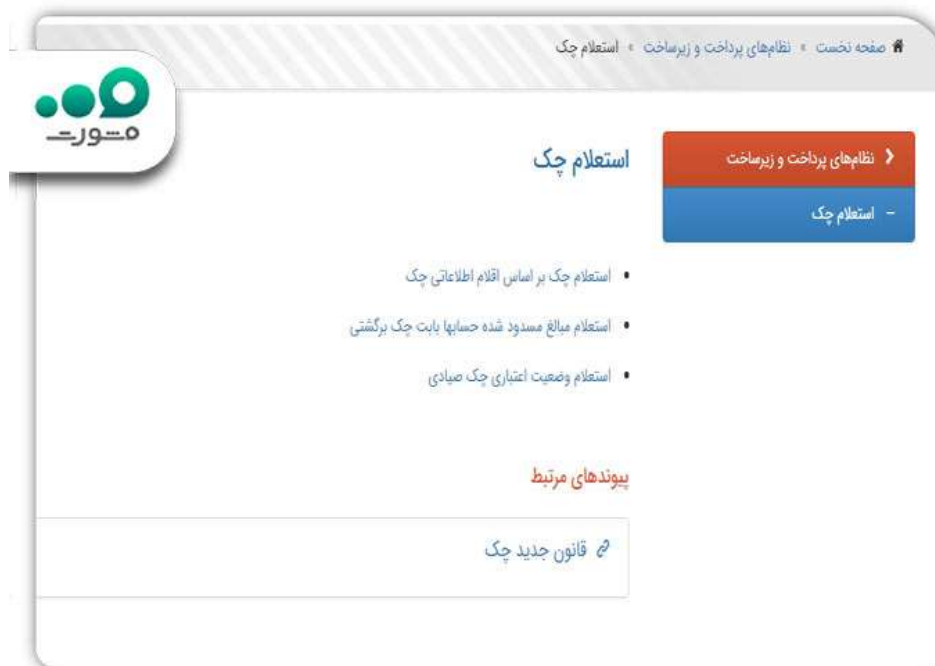 صفحه نخست » نظام‌های پرداخت و زیرساخت » استعلام چک
مشورت
نظام‌های پرداخت و زیرساخت
استعلام چک
استعلام چک
استعلام چک بر اساس اقلام اطلاعاتی چک
استعلام مبالغ مسدود شده حسابها بابت چک برگشتی
استعلام وضعیت اعتباری چک صیادی
پیوندهای مرتبط
قانون جدید چک